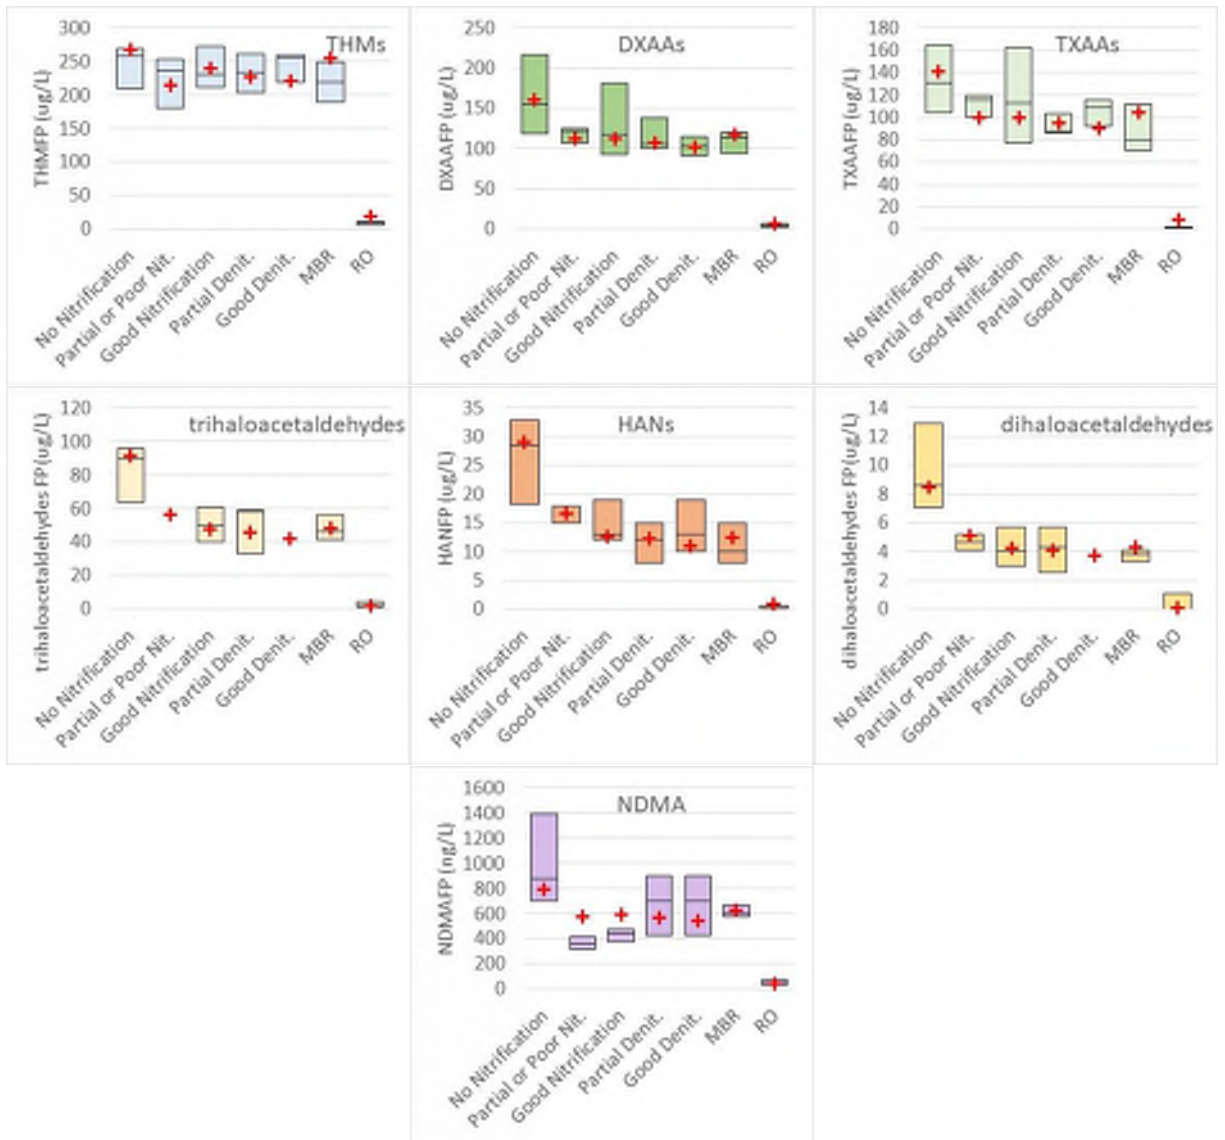 THMs
THMFP (ug/L)
300
250
200
150
100
50
0
No Nitrification
Partial or Poor Nit.
Good Nitrification
Partial Denit.
Good Denit.
MBR
RO
DXAAs
DXAAFP (ug/L)
250
200
150
100
50
0
No Nitrification
Partial or Poor Nit.
Good Nitrification
Partial Denit.
Good Denit.
MBR
RO
TXAAs
TXAAFP (ug/L)
180
160
140
120
100
80
60
40
20
0
No Nitrification
Partial or Poor Nit.
Good Nitrification
Partial Denit.
Good Denit.
MBR
RO
trihaloacetaldehydes
trihaloacetaldehydes FP (ug/L)
120
100
80
60
40
20
0
No Nitrification
Partial or Poor Nit.
Good Nitrification
Partial Denit.
Good Denit.
MBR
RO
HANs
HANFP (ug/L)
35
30
25
20
15
10
5
0
No Nitrification
Partial or Poor Nit.
Good Nitrification
Partial Denit.
Good Denit.
MBR
RO
dihaloacetaldehydes
dihaloacetaldehydes FP (ug/L)
14
12
10
8
6
4
2
0
No Nitrification
Partial or Poor Nit.
Good Nitrification
Partial Denit.
Good Denit.
MBR
RO
NDMA
NDMAFP (ng/L)
1600
1400
1200
1000
800
600
400
200
0
No Nitrification
Partial or Poor Nit.
Good Nitrification
Partial Denit.
Good Denit.
MBR
RO